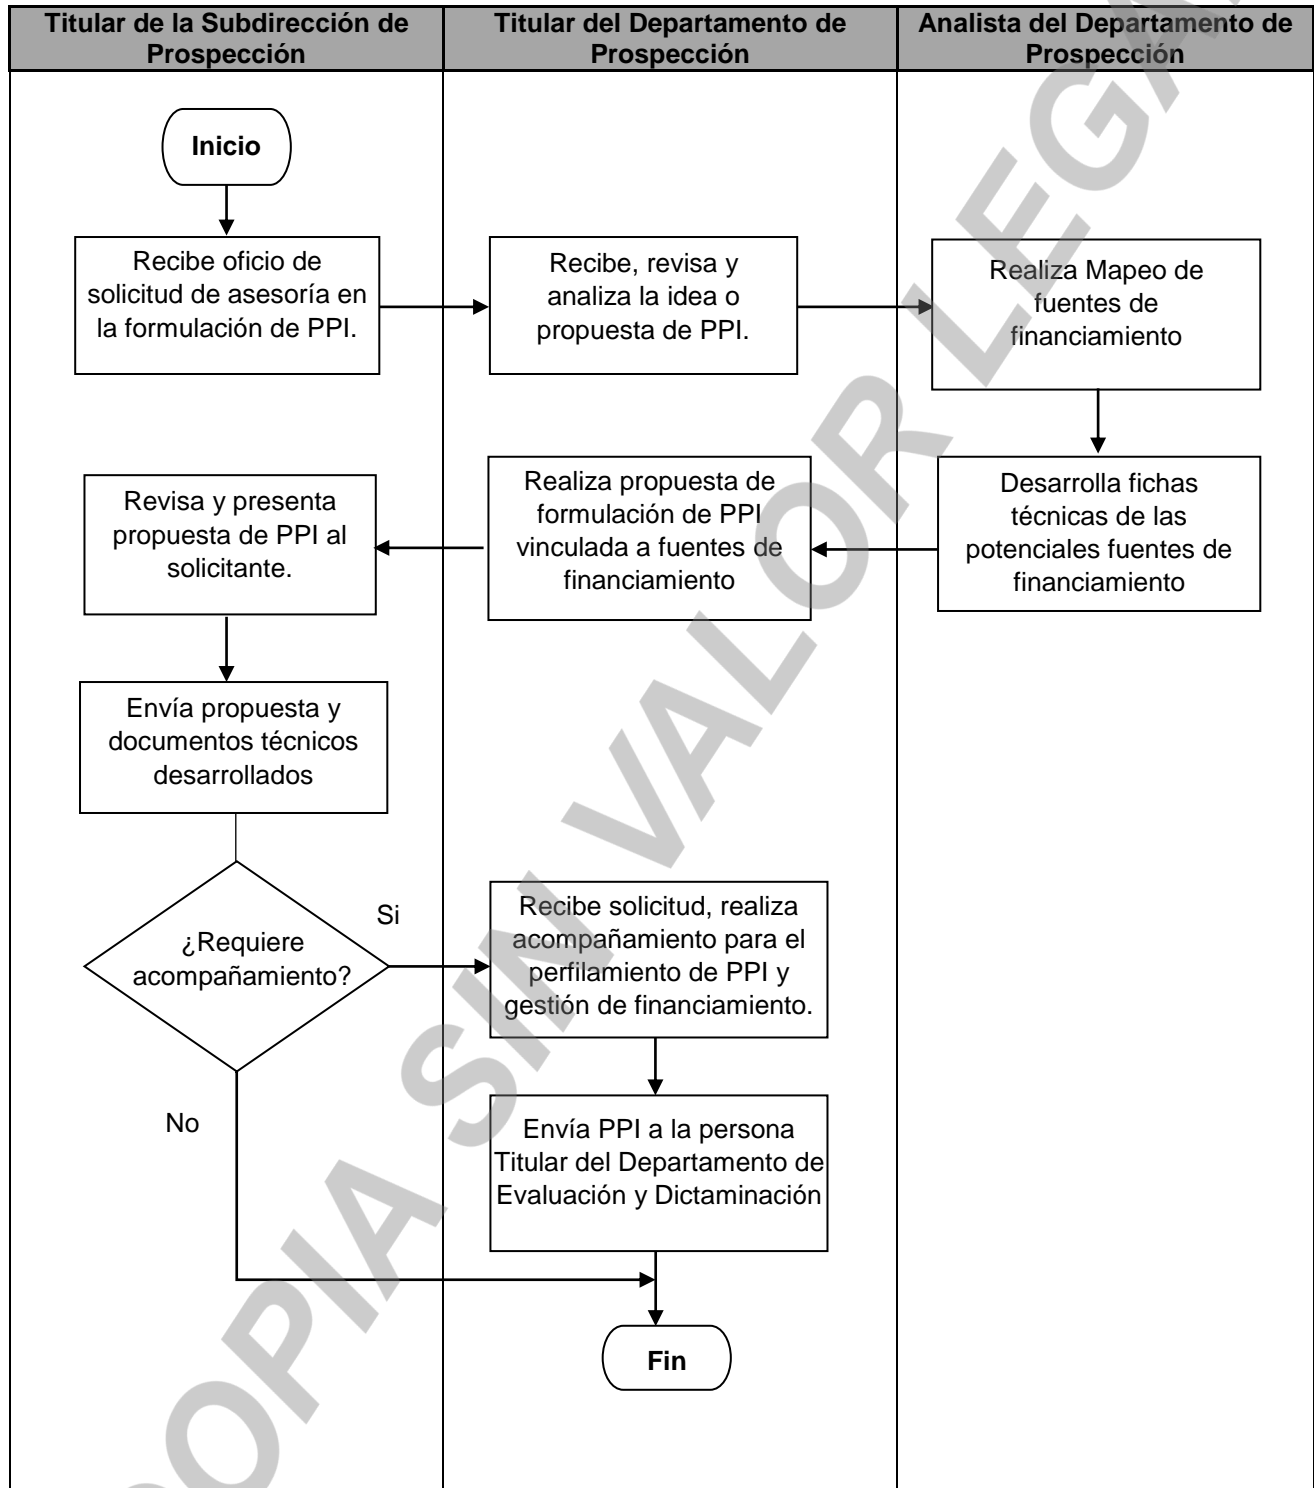 Titular de la Subdirección de
Prospección
Titular del Departamento de
Prospección
Analista del Departamento de
Prospección
Inicio
Recibe oficio de
solicitud de asesoría en
la formulación de PPI.
Recibe, revisa y
analiza la idea o
propuesta de PPI.
Realiza Mapeo de
fuentes de
financiamiento
Desarrolla fichas
técnicas de las
potenciales fuentes de
financiamiento
Realiza propuesta de
formulación de PPI
vinculada a fuentes de
financiamiento
Revisa y presenta
propuesta de PPI al
solicitante.
Envía propuesta y
documentos técnicos
desarrollados
¿Requiere
acompañamiento?
Si
No
Recibe solicitud, realiza
acompañamiento para el
perfilamiento de PPI y
gestión de financiamiento.
Envía PPI a la persona
Titular del Departamento de
Evaluación y Dictaminación
Fin
COPIA SIN VALOR LEGAL